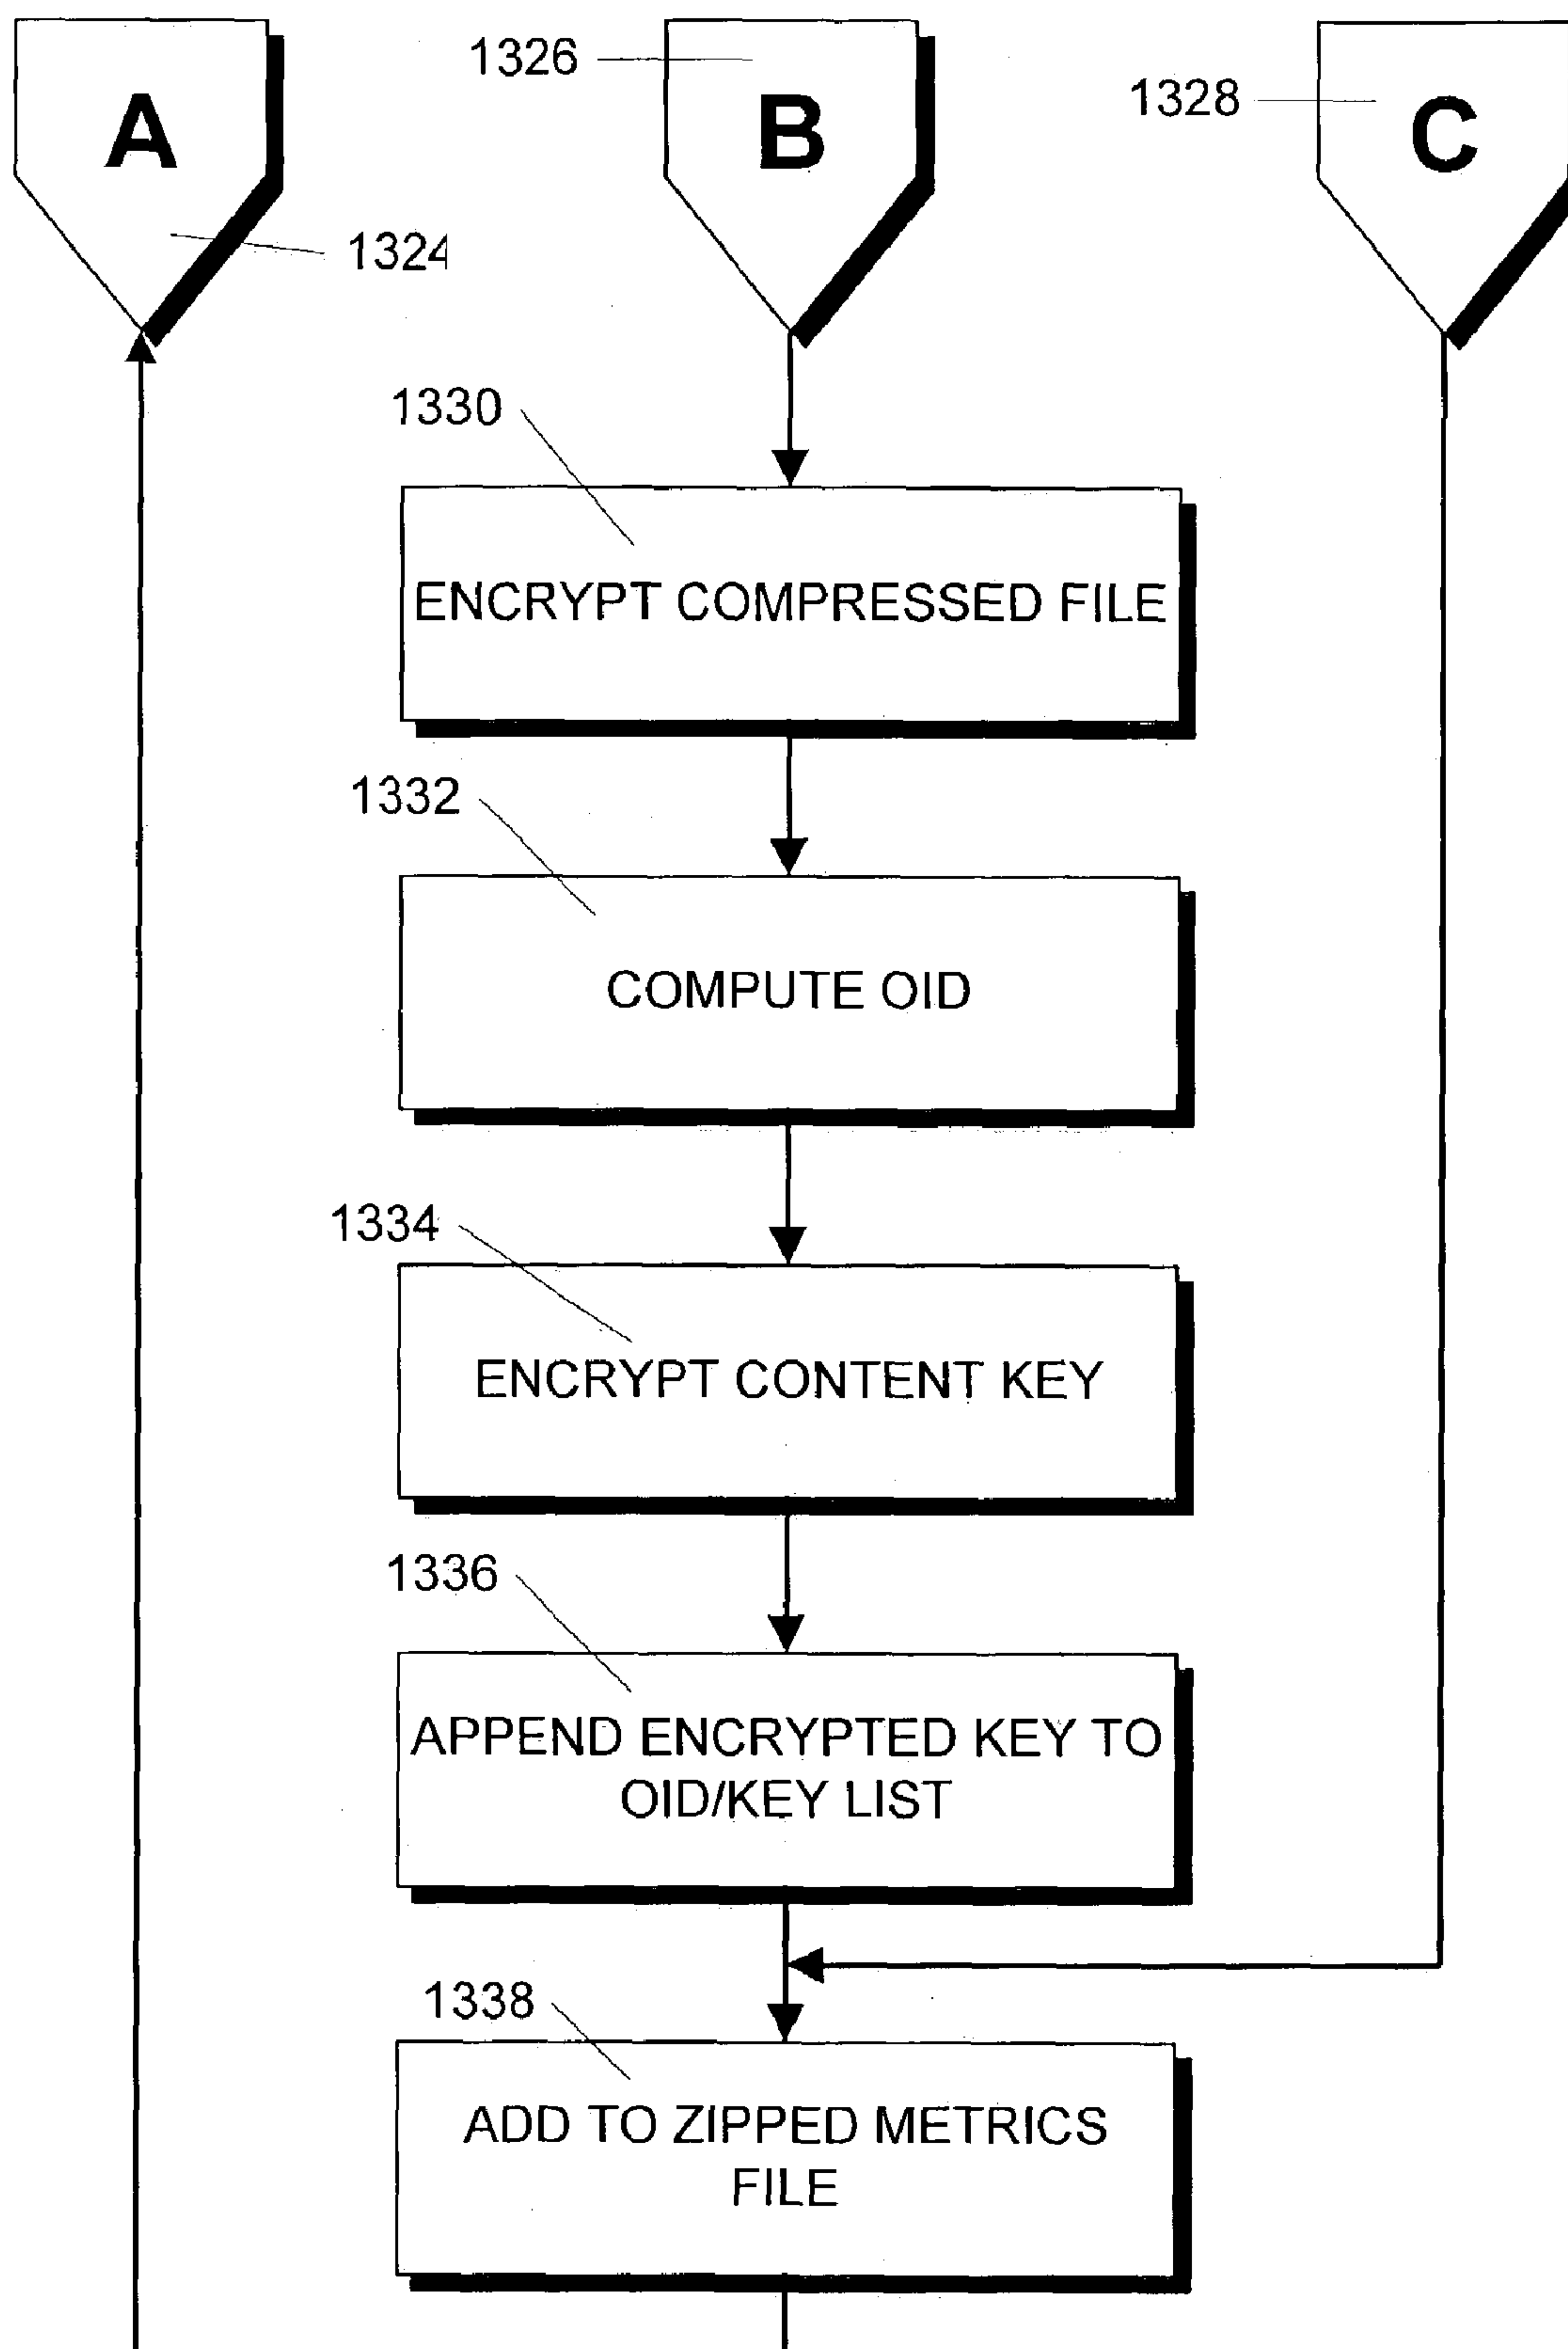 A
1326
B
1328
C
1324
1330
ENCRYPT COMPRESSED FILE
1332
COMPUTE OID
1334
ENCRYPT CONTENT KEY
1336
APPEND ENCRYPTED KEY TO
OID/KEY LIST
1338
ADD TO ZIPPED METRICS
FILE